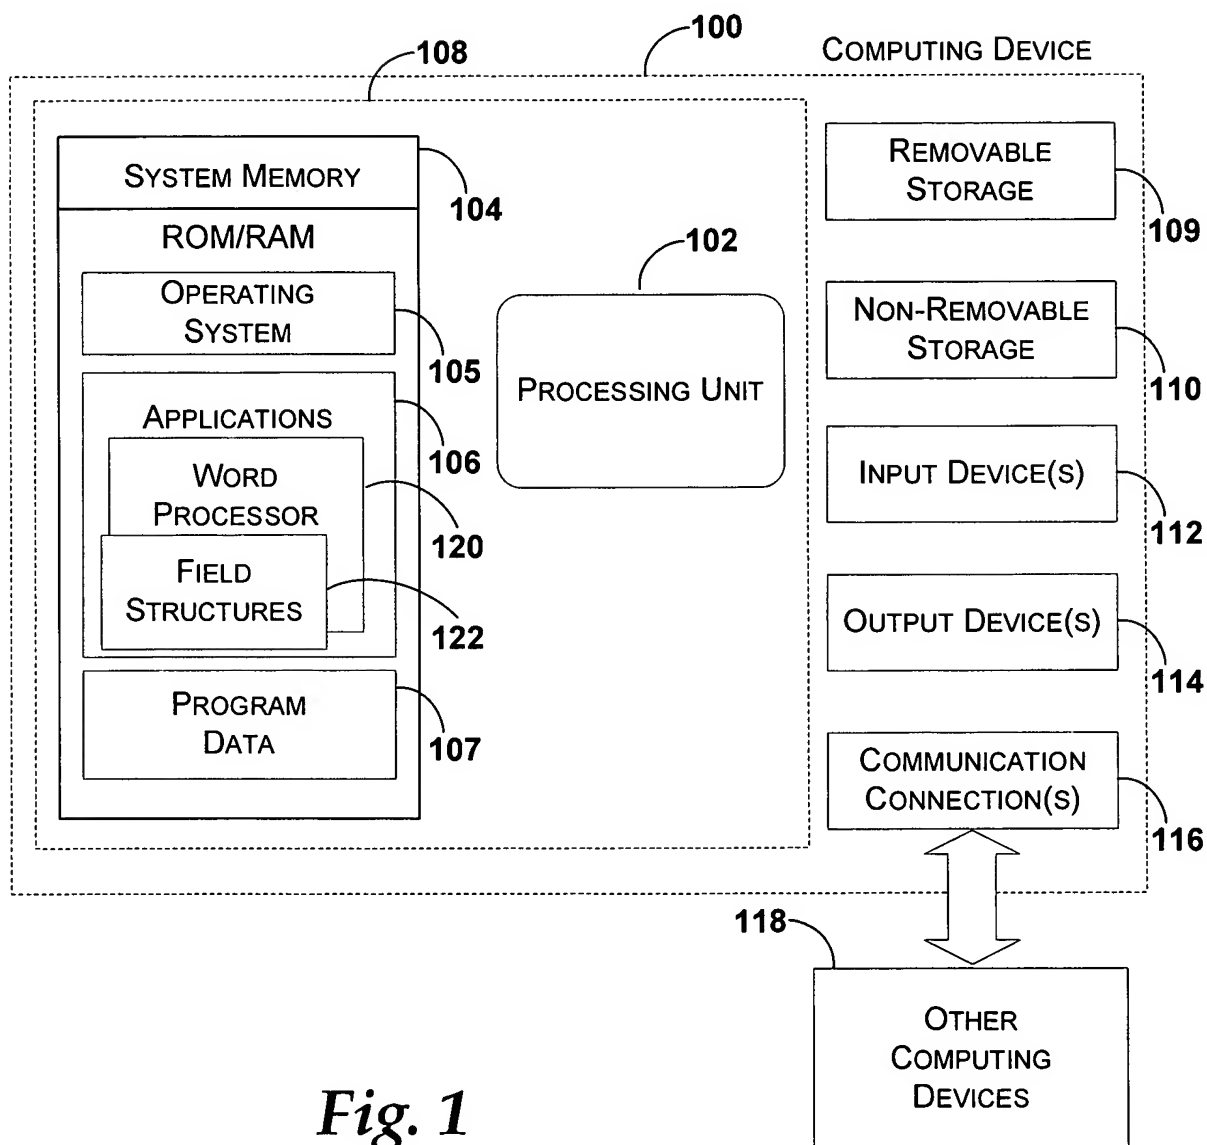 100
COMPUTING DEVICE
108
SYSTEM MEMORY
104
ROM/RAM
OPERATING
SYSTEM
105
APPLICATIONS
106
WORD
PROCESSOR
120
FIELD
STRUCTURES
122
PROGRAM
DATA
107
102
PROCESSING UNIT
REMOVABLE
STORAGE
109
NON-REMOVABLE
STORAGE
110
INPUT DEVICE(S)
112
OUTPUT DEVICE(S)
114
COMMUNICATION
CONNECTION(S)
116
118
OTHER
COMPUTING
DEVICES
Fig. 1